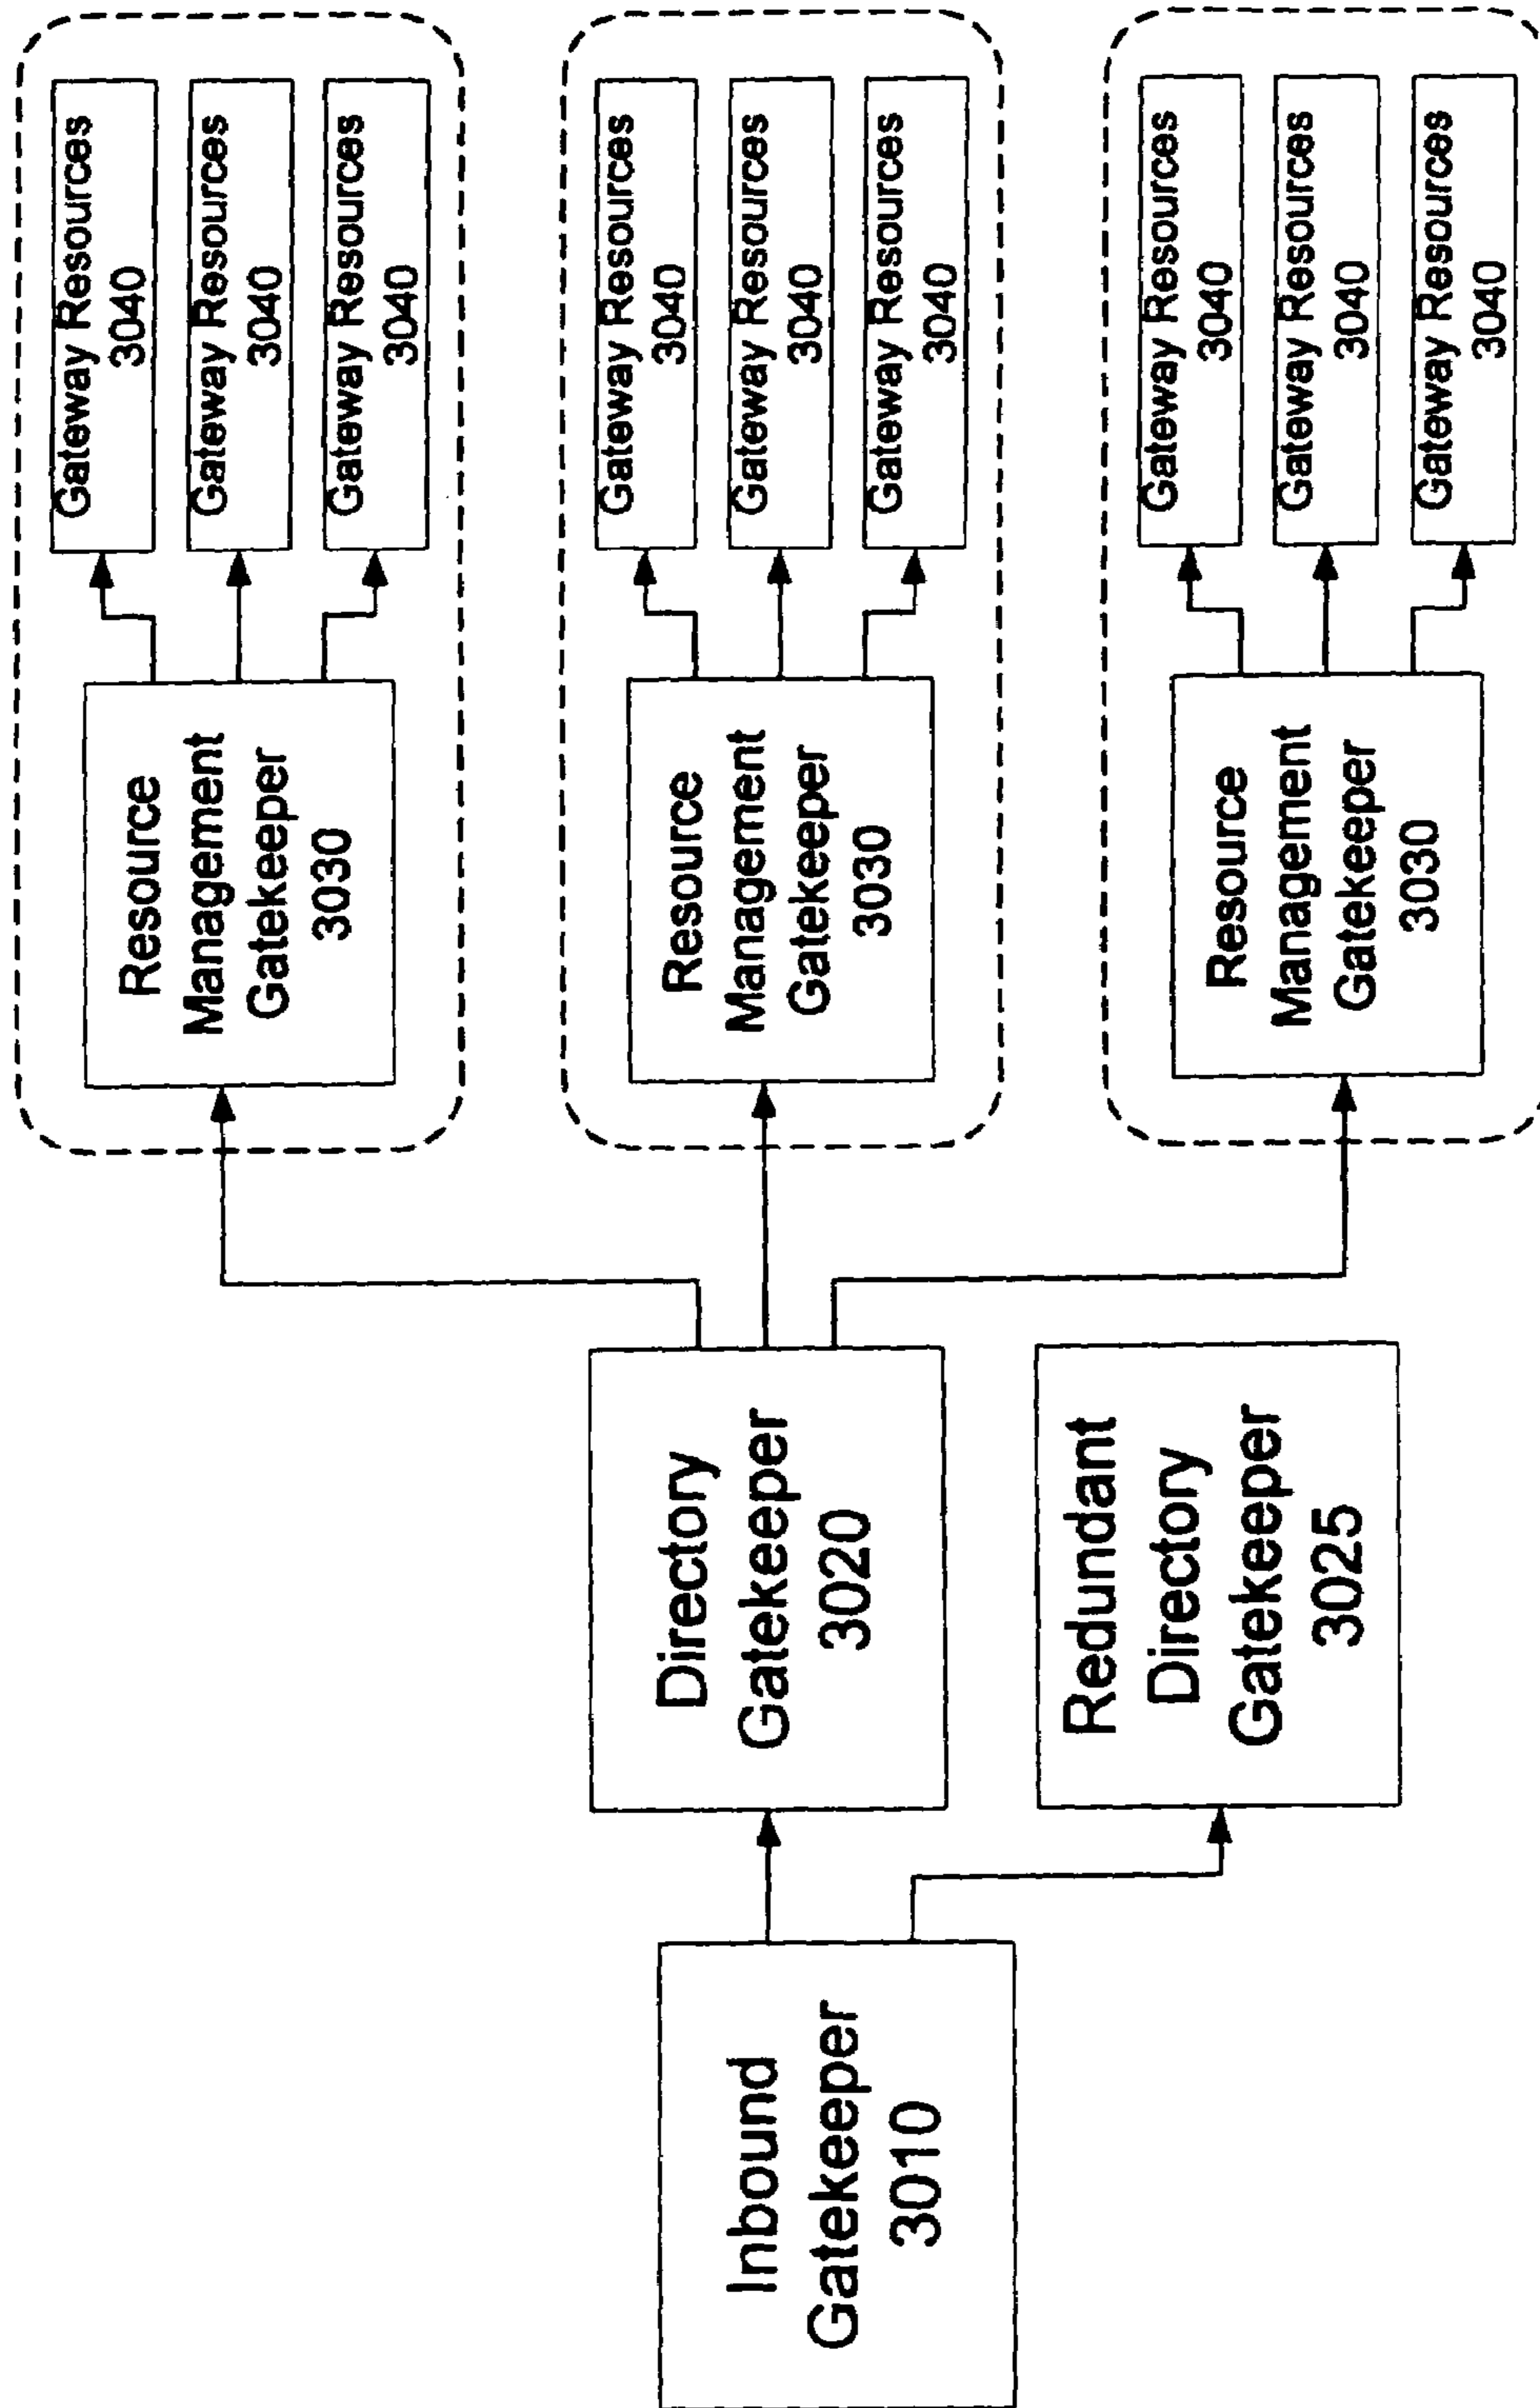 Inbound
Gatekeeper
3010
Directory
Gatekeeper
3020
Redundant
Directory
Gatekeeper
3025
Resource
Management
Gatekeeper
3030
Gateway Resources
3040
Gateway Resources
3040
Gateway Resources
3040
Resource
Management
Gatekeeper
3030
Gateway Resources
3040
Gateway Resources
3040
Gateway Resources
3040
Resource
Management
Gatekeeper
3030
Gateway Resources
3040
Gateway Resources
3040
Gateway Resources
3040